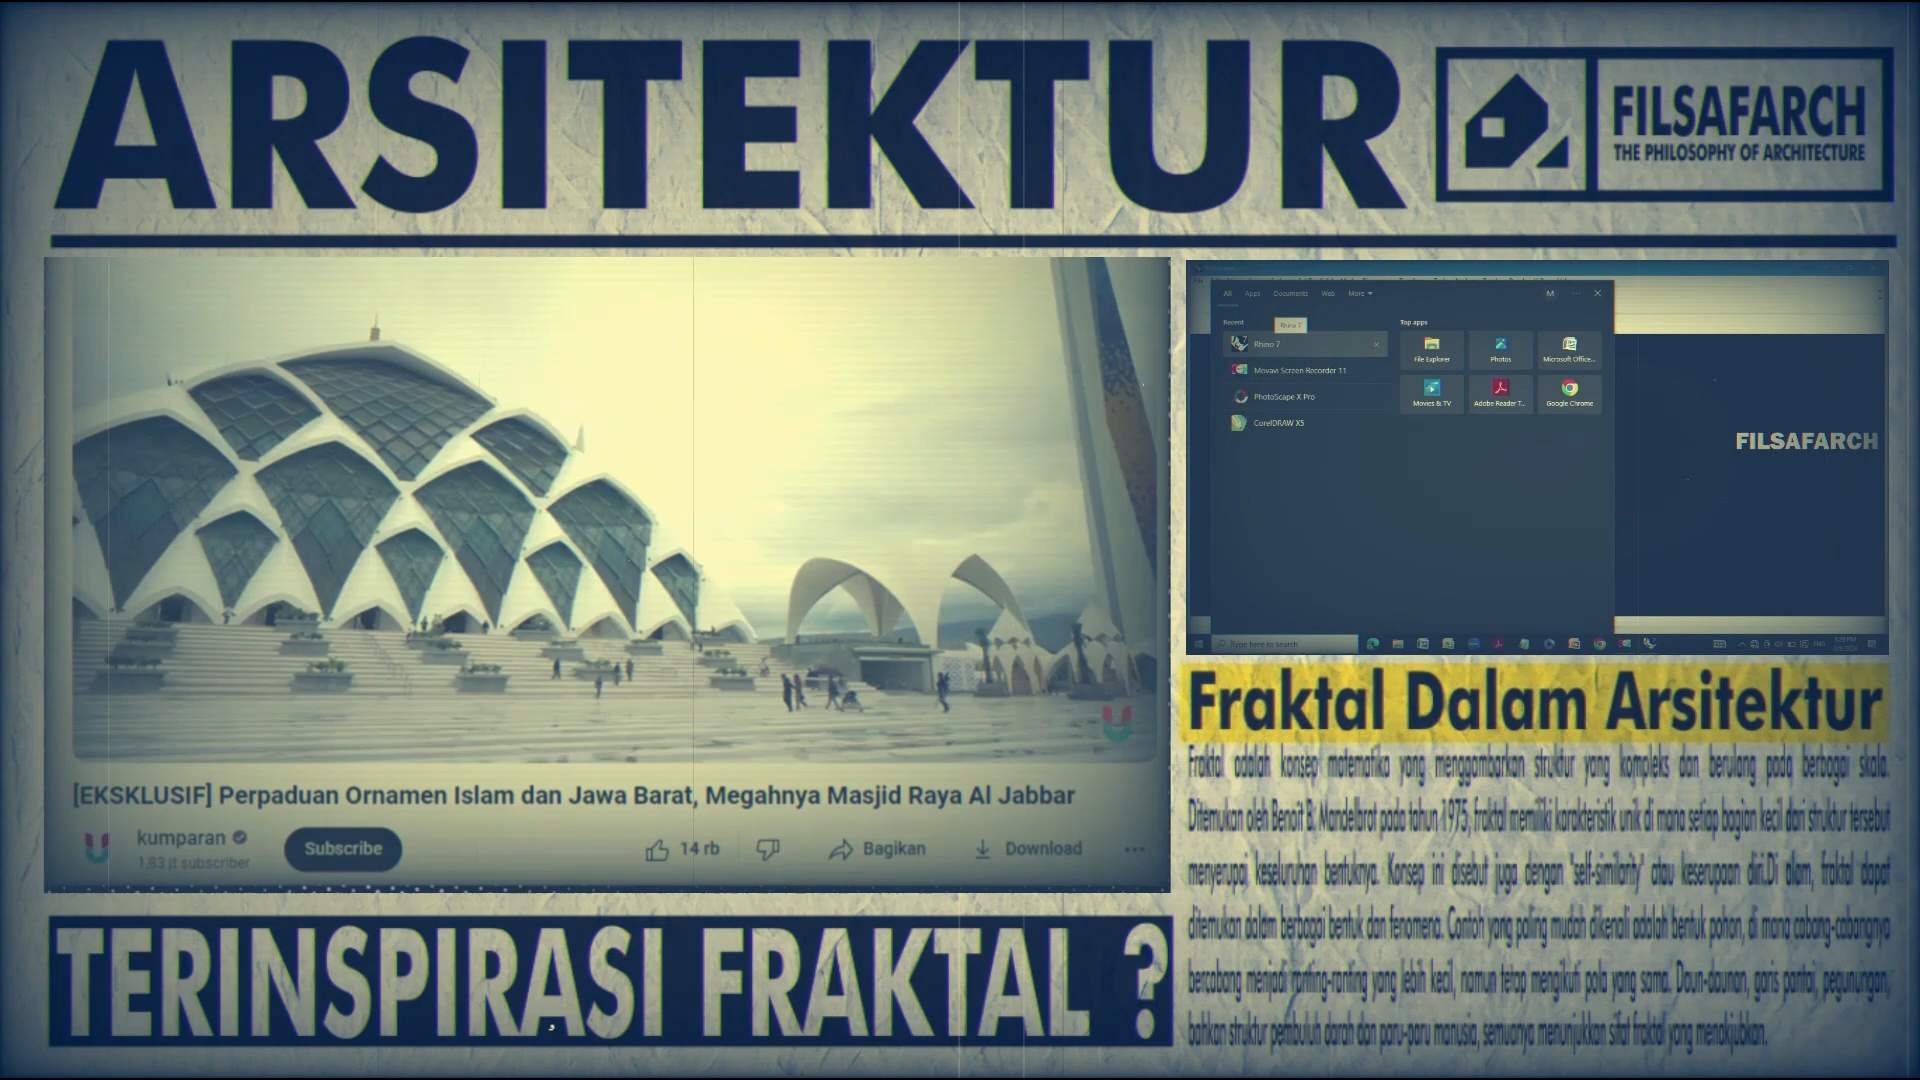 ARSITEKTUR
FILSAFARCH
THE PHILOSOPHY OF ARCHITECTURE
[EKSKLUSIF] Perpaduan Ornamen Islam dan Jawa Barat, Megahnya Masjid Raya Al Jabbar
kumparan
1,83 jt subscriber
Subscribe
14 rb
Bagikan
Download
TERINSPIRASI FRAKTAL ?
All Apps Documents Web More
M
Recent
Rhino 7
Rhino 7
Movavi Screen Recorder 11
PhotoScape X Pro
CorelDRAW X5
Top apps
File Explorer
Photos
Microsoft Office...
Movies & TV
Adobe Reader T...
Google Chrome
FILSAFARCH
Type here to search
ENG
Fraktal Dalam Arsitektur
Fraktal adalah konsep matematika yang menggambarkan struktur yang kompleks dan berulang pada berbagai skala.
Ditemukan oleh Benoit B. Mandelbrot pada tahun 1975, fraktal memiliki karakteristik unik di mana setiap bagian kecil dari struktur tersebut
menyerupai keseluruhan bentuknya. Konsep ini disebut juga dengan "self-similarity" atau keserupaan diri.Di alam, fraktal dapat
ditemukan dalam berbagai bentuk dan fenomena. Contoh yang paling mudah dikenali adalah bentuk pohon, di mana cabang-cabangnya
bercabang menjadi ranting-ranting yang lebih kecil, namun tetap mengikuti pola yang sama. Daun-daunan, garis pantai, pegunungan,
bahkan struktur pembuluh darah dan paru-paru manusia, semuanya menunjukkan sifat fraktal yang menakjubkan.